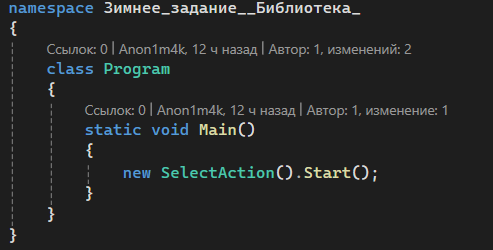 namespace Зимнее_задание__Библиотека_
{
Ссылок: 0 | Anon1m4k, 12 ч назад | Автор: 1, изменений: 2
class Program
{
Ссылок: 0 | Anon1m4k, 12 ч назад | Автор: 1, изменение: 1
static void Main()
{
new SelectAction().Start();
}
}
}